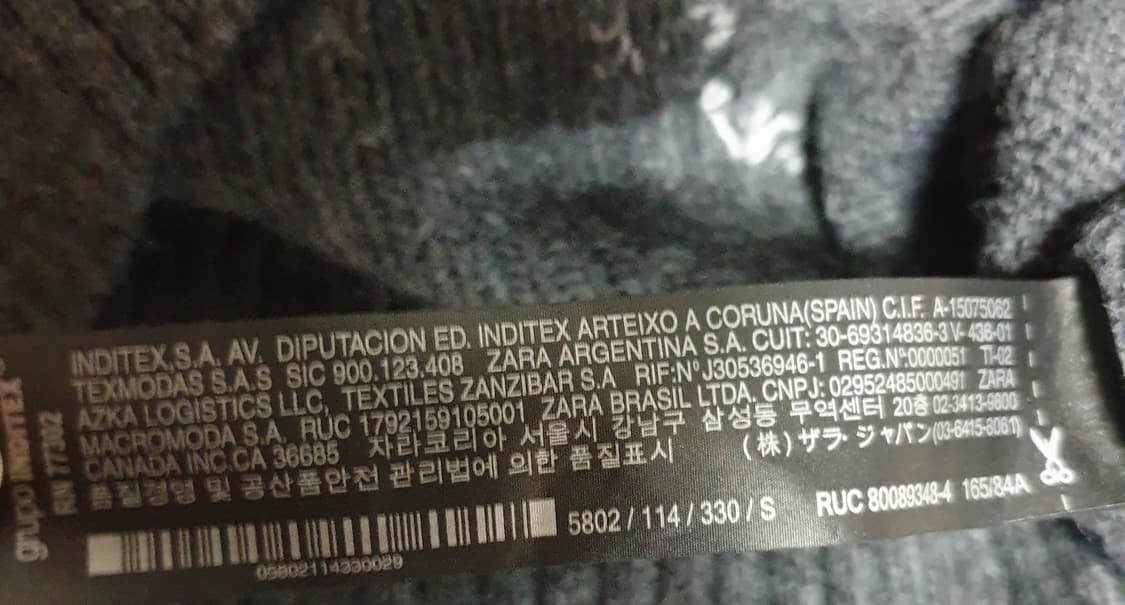 INDITEX,S.A. AV. DIPUTACION ED. INDITEX ARTEIXO A CORUNA(SPAIN) C.I.F. A-15075062
TEXMODAS S.A.S SIC 900.123.408 ZARA ARGENTINA S.A. CUIT: 30-69314836-3 V-436-01
AZKA LOGISTICS LLC, TEXTILES ZANZIBAR S.A RIF:N°J30536946-1 REG.Nº:0000051 TI-02
MACROMODA S.A. RUC 1792159105001 ZARA BRASIL LTDA. CNPJ: 02952485000491 ZARA
CANADA INC.CA 36685 자라코리아 서울시 강남구 삼성동 무역센터 20층 02-3413-9800
품질경영 및 공산품안전 관리법에 의한 품질표시 (株)ザラ・ジャパン(03-6415-8061)
5802 / 114 / 330 / S RUC 80089348-4 165/84A
05802114330029
grupo INDITEX
RN 77302